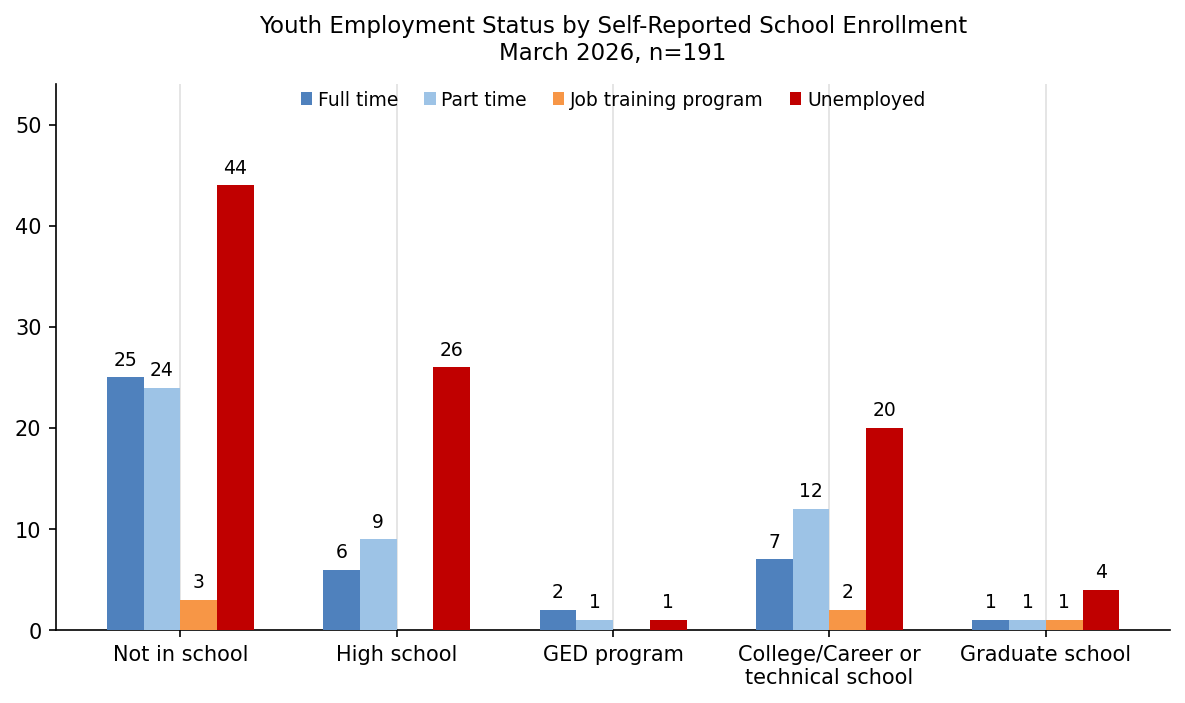 Youth Employment Status by Self-Reported School Enrollment
March 2026, n=191
Full time Part time Job training program Unemployed
50
40
30
20
10
0
44
25 24
3
26
6 9
2 1 1
20
7 12
2
1 1 1 4
Not in school High school GED program College/Career or Graduate school
technical school